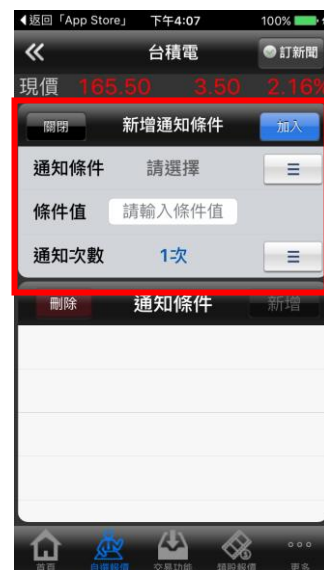 返回「App Store」 下午4:07 100%
台積電 訂新聞
現價 165.50 3.50 2.16%
關閉 新增通知條件 加入
通知條件 請選擇
條件值 請輸入條件值
通知次數 1次
刪除 通知條件 新增
首頁 自選報價 交易功能 類股報價 更多